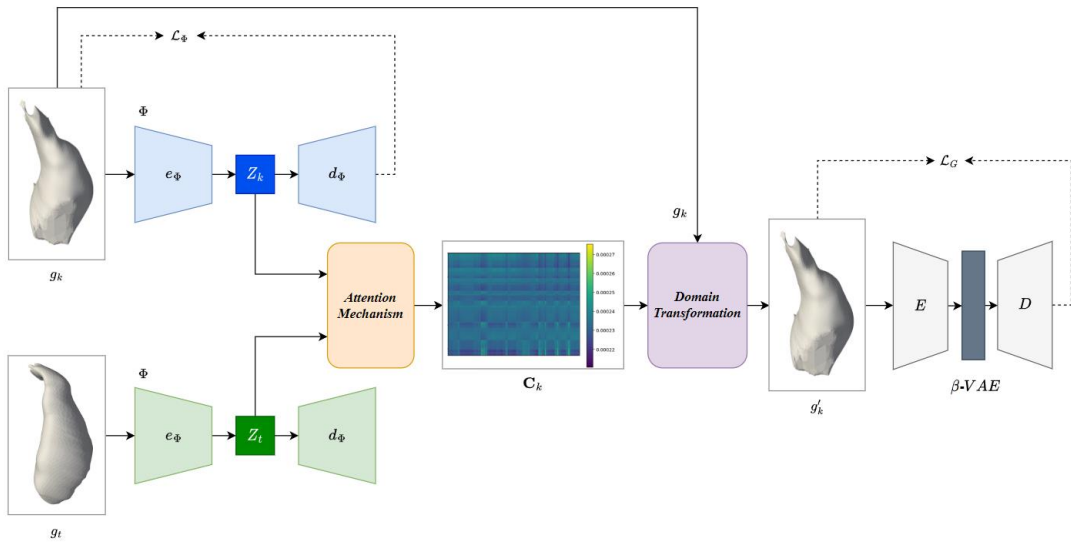 𝓛_Φ
Φ
e_Φ
Z_k
d_Φ
g_k
g_k
𝓛_G
Attention
Mechanism
0.00027
0.00026
0.00025
0.00024
0.00023
0.00022
Domain
Transformation
E
D
C_k
g'_k
β-VAE
Φ
e_Φ
Z_t
d_Φ
g_t